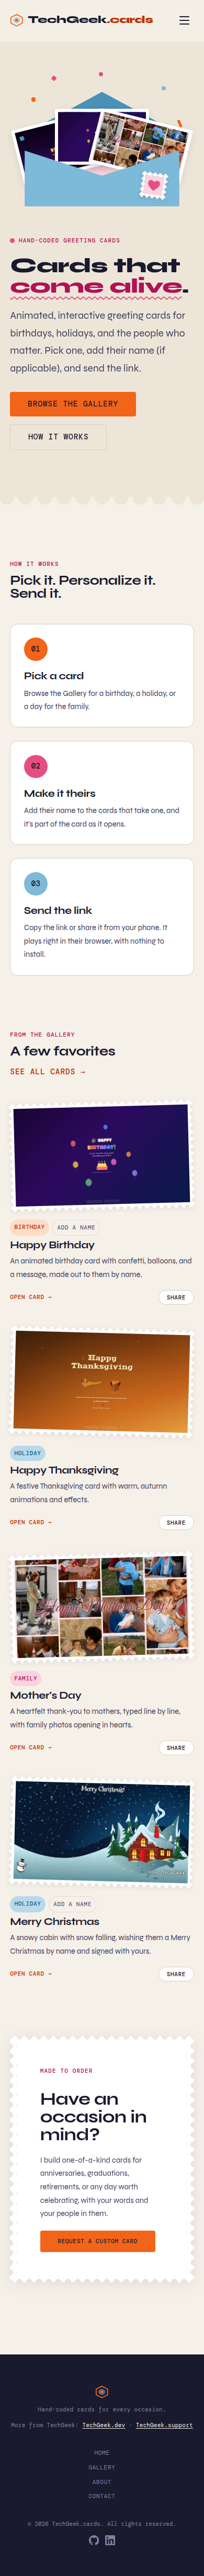 TechGeek.cards
HAND-CODED GREETING CARDS
Cards that
come alive.
Animated, interactive greeting cards for
birthdays, holidays, and the people who
matter. Pick one, add their name (if
applicable), and send the link.
BROWSE THE GALLERY
HOW IT WORKS
HOW IT WORKS
Pick it. Personalize it.
Send it.
01
Pick a card
Browse the Gallery for a birthday, a holiday, or
a day for the family.
02
Make it theirs
Add their name to the cards that take one, and
it's part of the card as it opens.
03
Send the link
Copy the link or share it from your phone. It
plays right in their browser, with nothing to
install.
FROM THE GALLERY
A few favorites
SEE ALL CARDS →
HAPPY
BIRTHDAY!
BIRTHDAY
ADD A NAME
Happy Birthday
An animated birthday card with confetti, balloons, and
a message, made out to them by name.
OPEN CARD →
SHARE
Happy
Thanksgiving
HOLIDAY
Happy Thanksgiving
A festive Thanksgiving card with warm, autumn
animations and effects.
OPEN CARD →
SHARE
Happy Mother's Day!
FAMILY
Mother's Day
A heartfelt thank-you to mothers, typed line by line,
with family photos opening in hearts.
OPEN CARD →
SHARE
Merry Christmas!
HOLIDAY
ADD A NAME
Merry Christmas
A snowy cabin with snow falling, wishing them a Merry
Christmas by name and signed with yours.
OPEN CARD →
SHARE
MADE TO ORDER
Have an
occasion in
mind?
I build one-of-a-kind cards for
anniversaries, graduations,
retirements, or any day worth
celebrating, with your words and
your people in them.
REQUEST A CUSTOM CARD
Hand-coded cards for every occasion.
More from TechGeek: TechGeek.dev · TechGeek.support
HOME
GALLERY
ABOUT
CONTACT
© 2026 TechGeek.cards. All rights reserved.